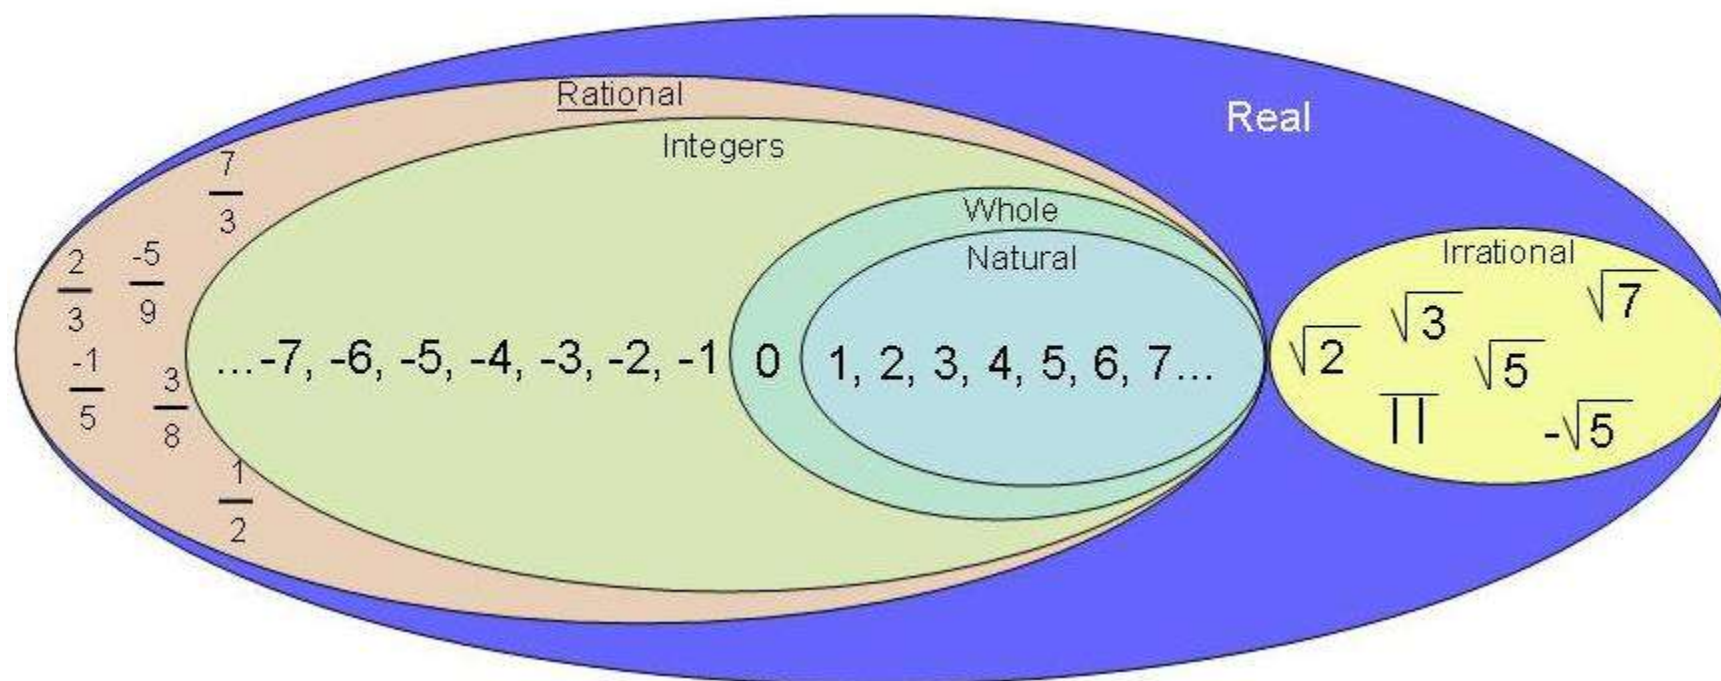 Rational
Real
Integers
7/3
Whole
Natural
Irrational
2/3
-5/9
√7
√3
√2
√5
-1/5
3/8
...-7, -6, -5, -4, -3, -2, -1
0
1, 2, 3, 4, 5, 6, 7...
π
-√5
1/2